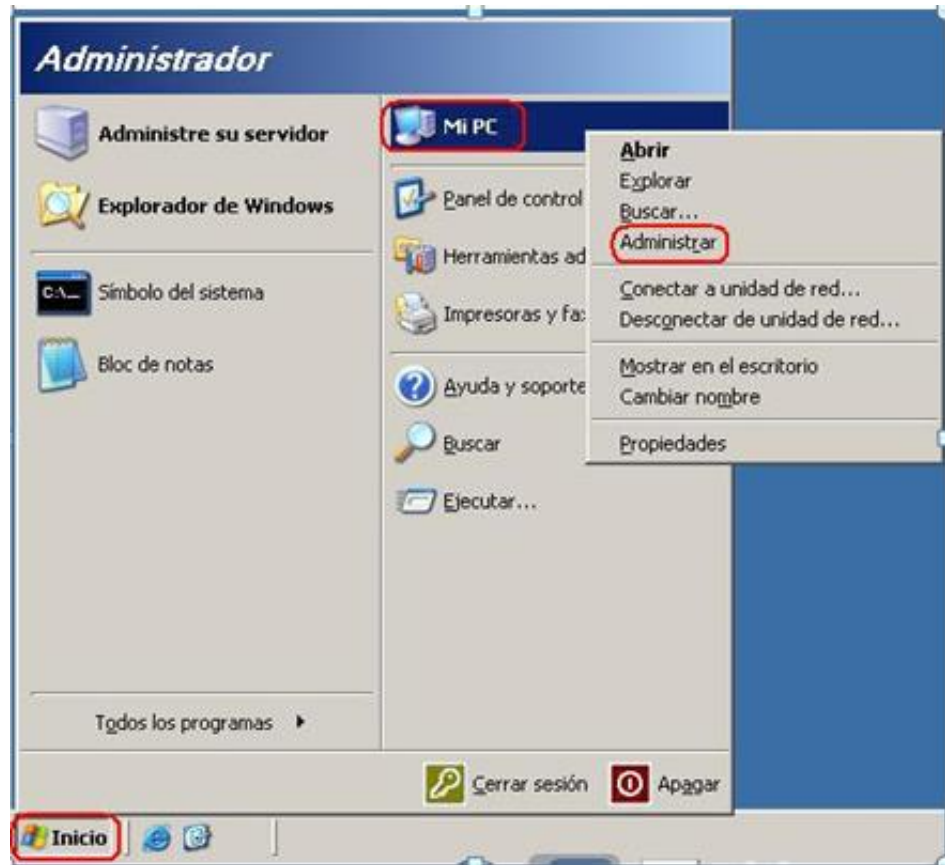 Administrador
Administre su servidor
Explorador de Windows
C:\
Símbolo del sistema
Bloc de notas
Todos los programas
Mi PC
Panel de control
Herramientas ad
Impresoras y fa
Ayuda y soporte
Buscar
Ejecutar...
Abrir
Explorar
Buscar...
Administrar
Conectar a unidad de red...
Desconectar de unidad de red...
Mostrar en el escritorio
Cambiar nombre
Propiedades
Cerrar sesión
Apagar
Inicio